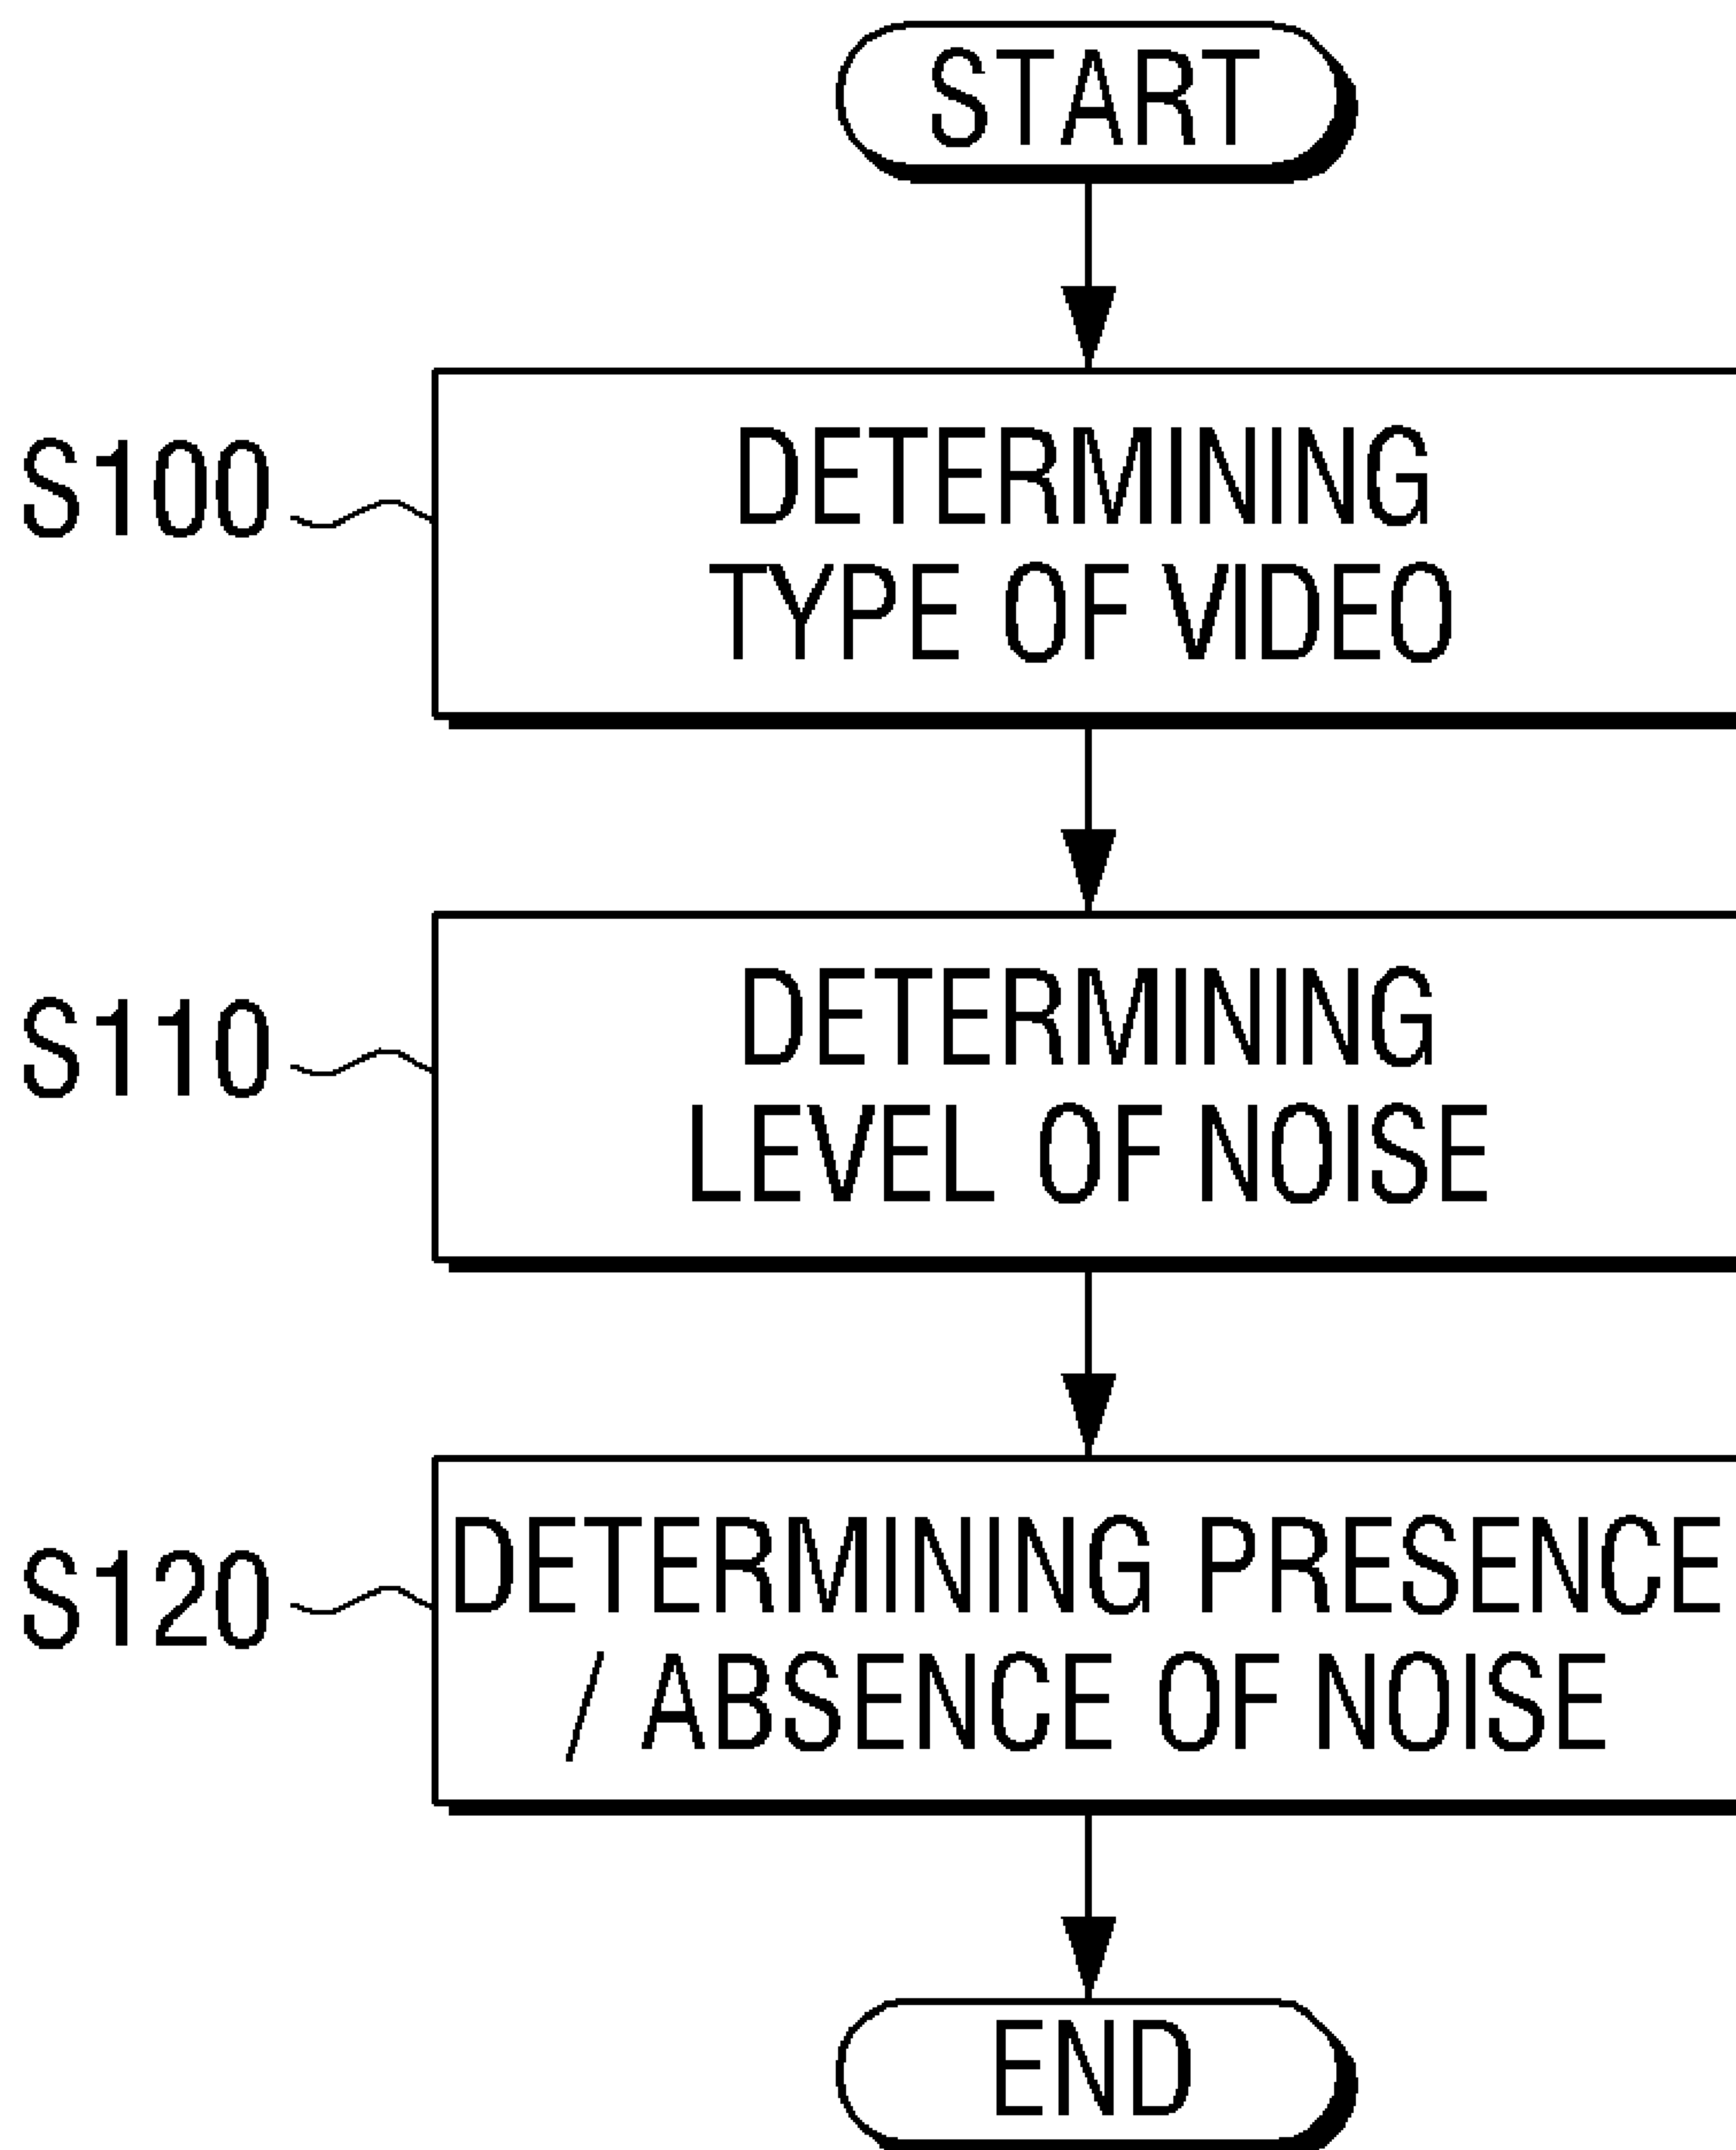 START
S100
DETERMINING
TYPE OF VIDEO
S110
DETERMINING
LEVEL OF NOISE
S120
DETERMINING PRESENCE
/ ABSENCE OF NOISE
END